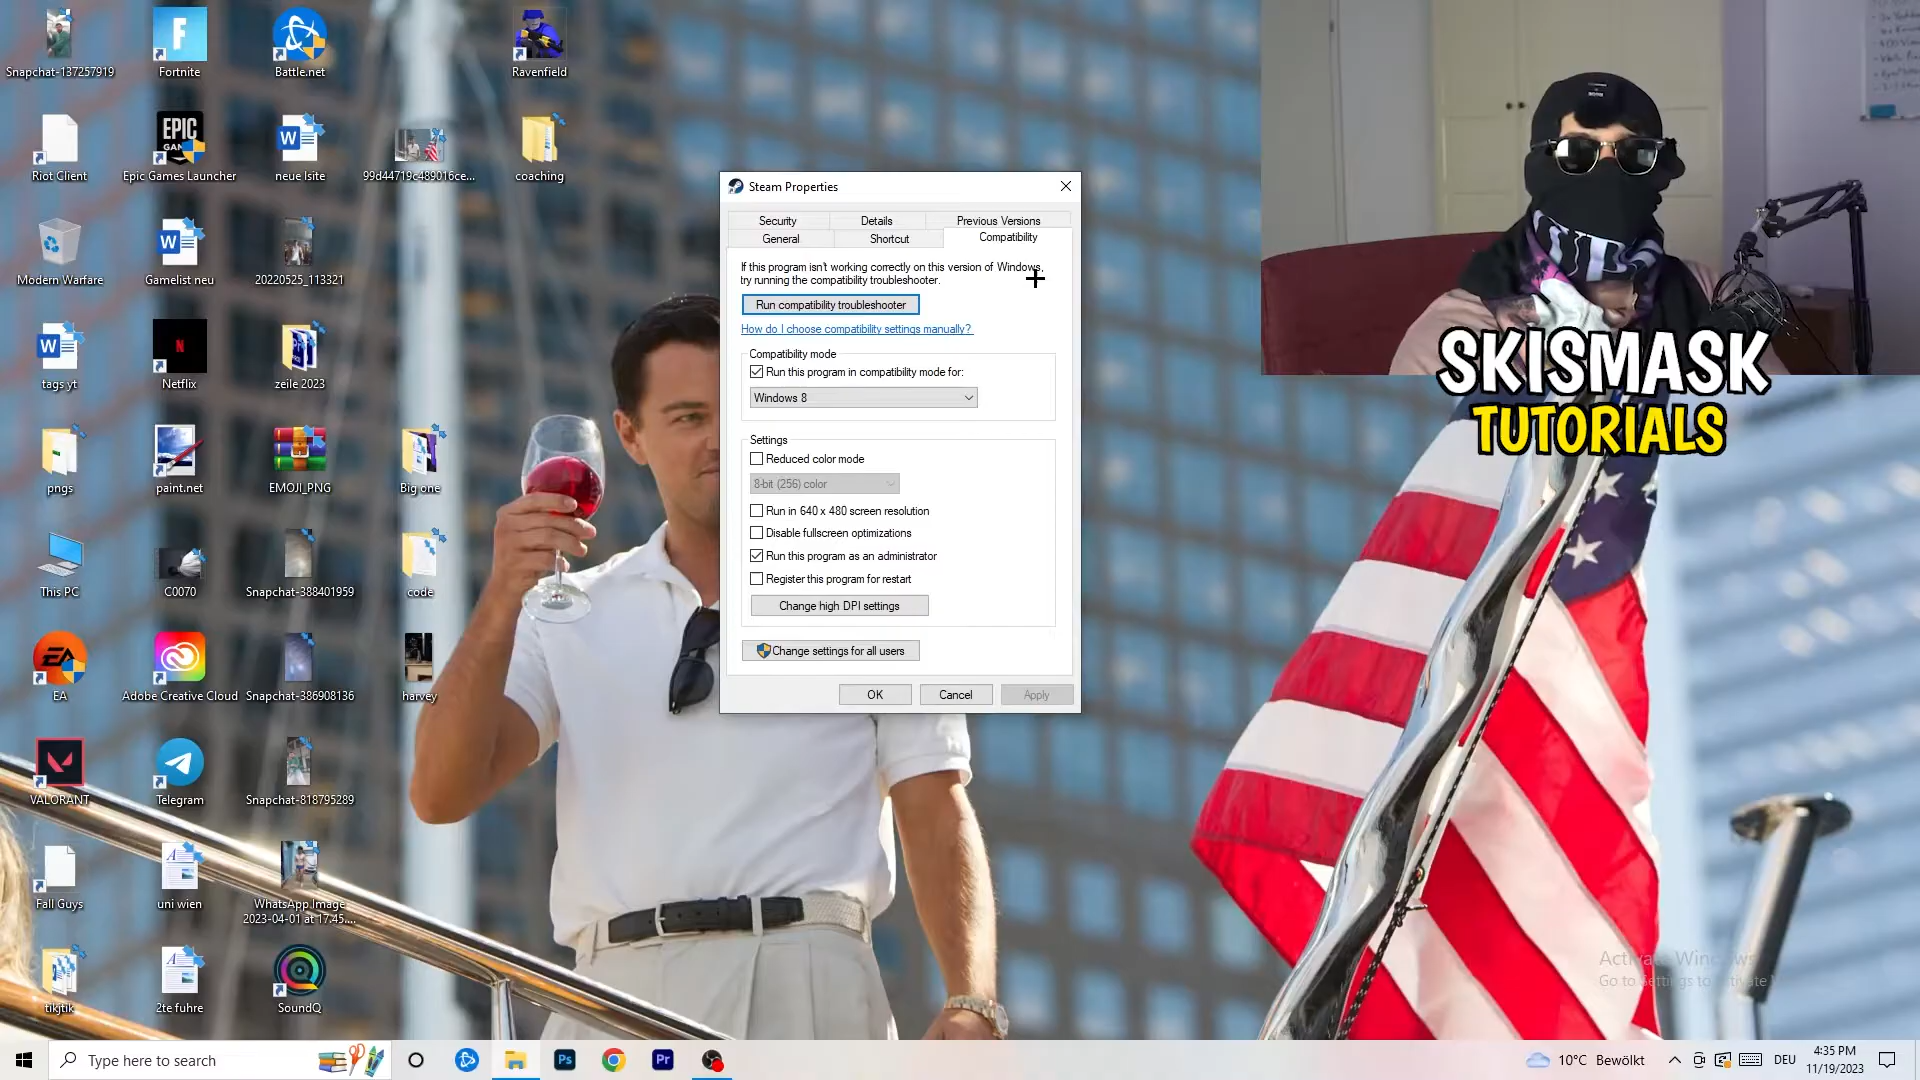 Snapchat-137257919
Fortnite
Battle.net
Ravenfield
Riot Client
Epic Games Launcher
neue lsite
99d44719c489016ce...
coaching
Modern Warfare
Gamelist neu
20220525_113321
tags yt
Netflix
zeile 2023
pngs
paint.net
EMOJI_PNG
Big one
This PC
C0070
Snapchat-388401959
code
EA
Adobe Creative Cloud
Snapchat-386908136
harvey
VALORANT
Telegram
Snapchat-818795289
Fall Guys
uni wien
WhatsApp Image
2023-04-01 at 17.45....
tikjtik
2te fuhre
SoundQ
Steam Properties
Security
Details
Previous Versions
General
Shortcut
Compatibility
If this program isn't working correctly on this version of Windows,
try running the compatibility troubleshooter.
Run compatibility troubleshooter
How do I choose compatibility settings manually?
Compatibility mode
Run this program in compatibility mode for:
Windows 8
Settings
Reduced color mode
8-bit (256) color
Run in 640 x 480 screen resolution
Disable fullscreen optimizations
Run this program as an administrator
Register this program for restart
Change high DPI settings
Change settings for all users
OK
Cancel
Apply
SKISMASK
TUTORIALS
Activate Windows
Go to Settings to activate
Type here to search
Ps
Pr
10°C Bewölkt
DEU
4:35 PM
11/19/2023